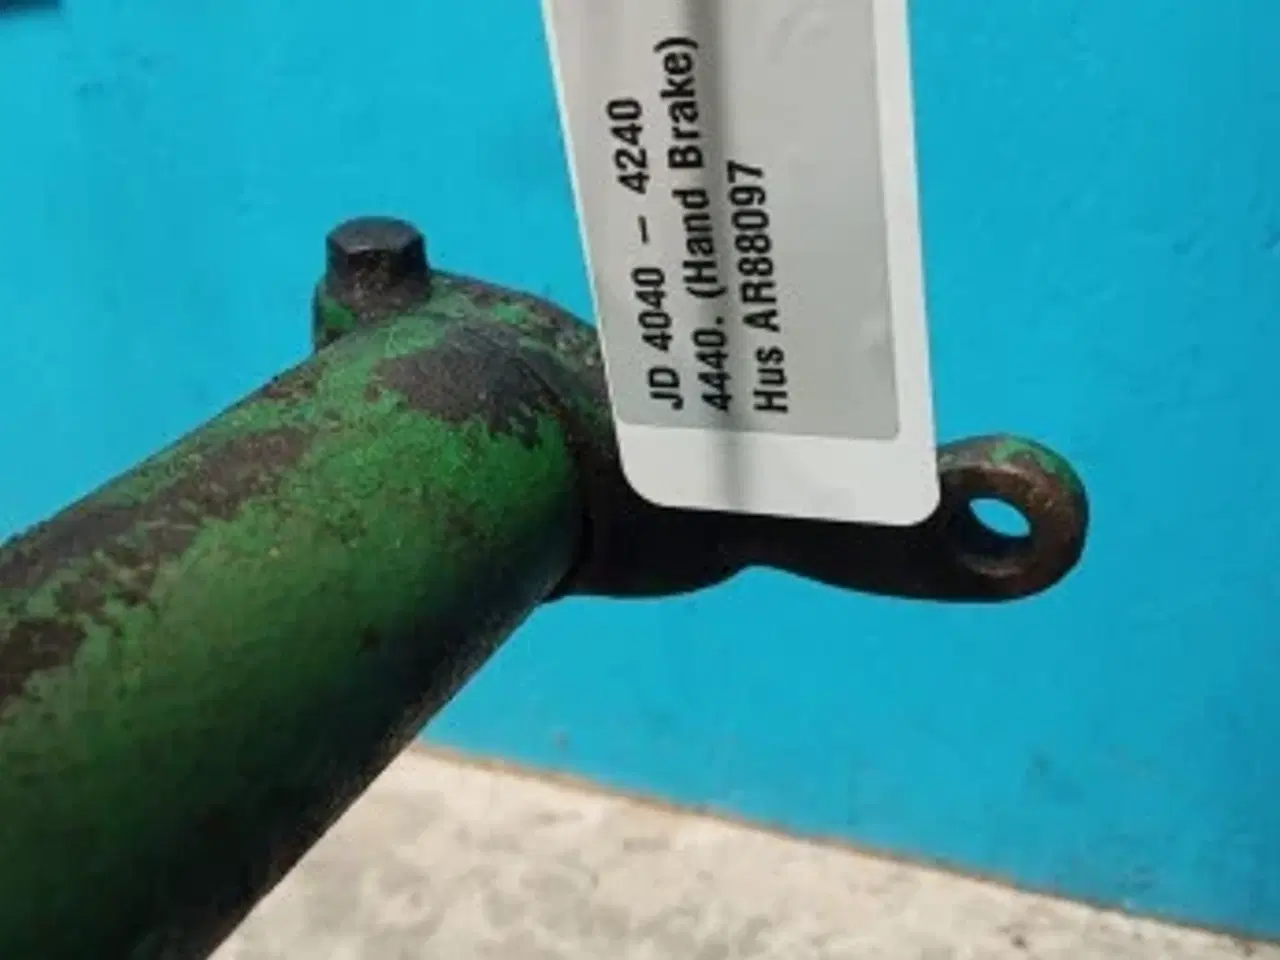 JD 4040 – 4240
4440. (Hand Brake)
Hus AR88097